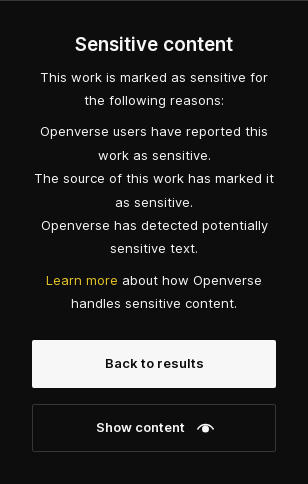 Sensitive content
This work is marked as sensitive for
the following reasons:
Openverse users have reported this
work as sensitive.
The source of this work has marked it
as sensitive.
Openverse has detected potentially
sensitive text.
Learn more about how Openverse
handles sensitive content.
Back to results
Show content